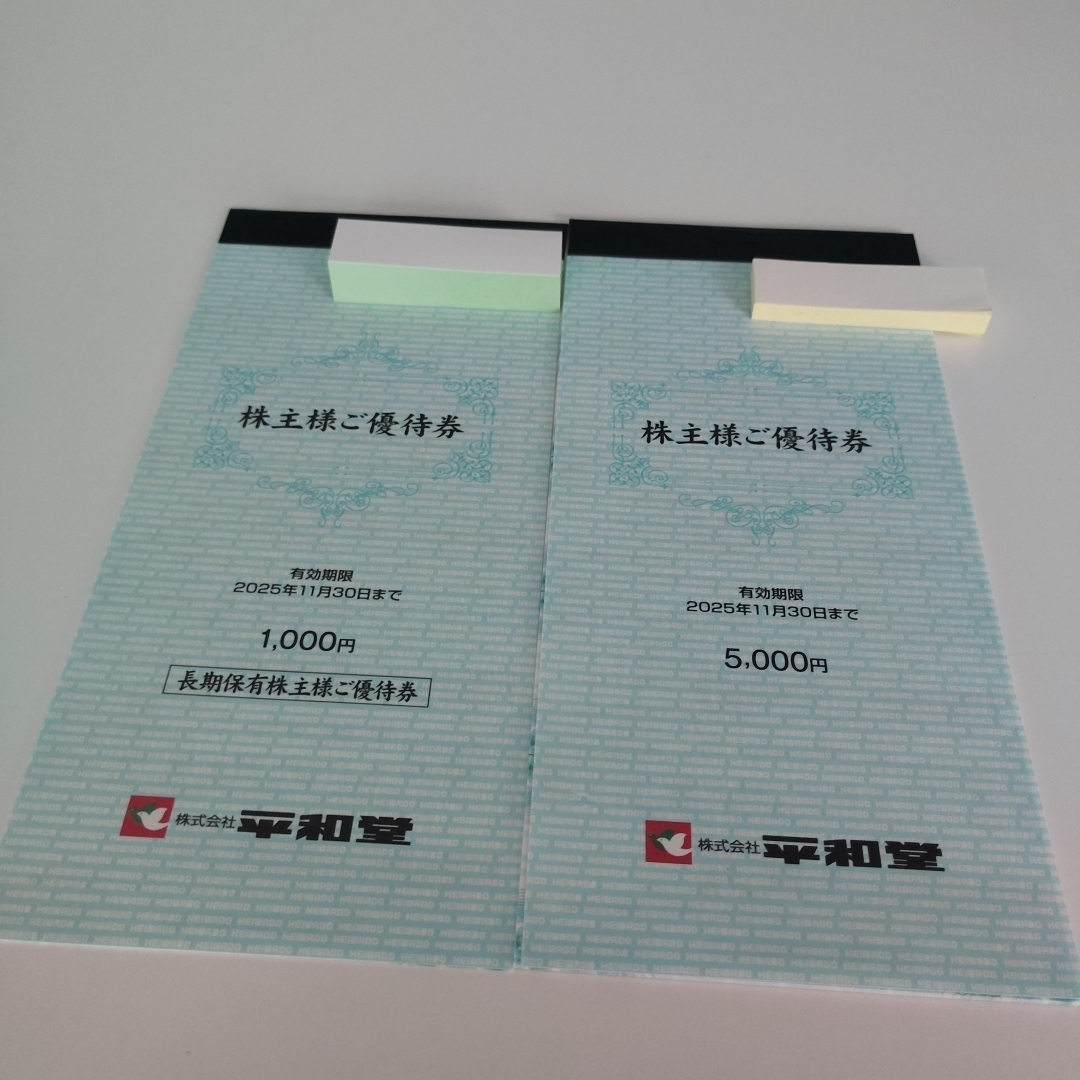 株主様ご優待券
有効期限
2025年11月30日まで
1,000円
長期保有株主様ご優待券
株式会社平和堂
株主様ご優待券
有効期限
2025年11月30日まで
5,000円
株式会社平和堂
HEIWADO